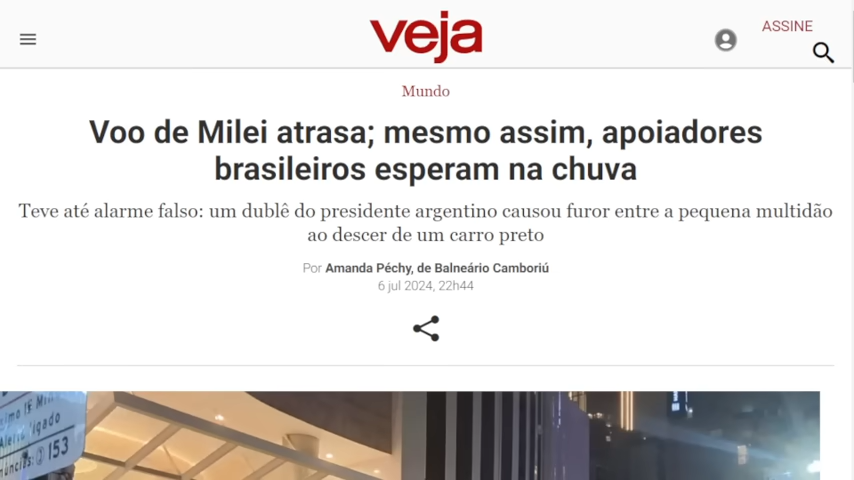 veja
ASSINE
Mundo
Voo de Milei atrasa; mesmo assim, apoiadores
brasileiros esperam na chuva
Teve até alarme falso: um dublê do presidente argentino causou furor entre a pequena multidão
ao descer de um carro preto
Por Amanda Péchy, de Balneário Camboriú
6 jul 2024, 22h44
153